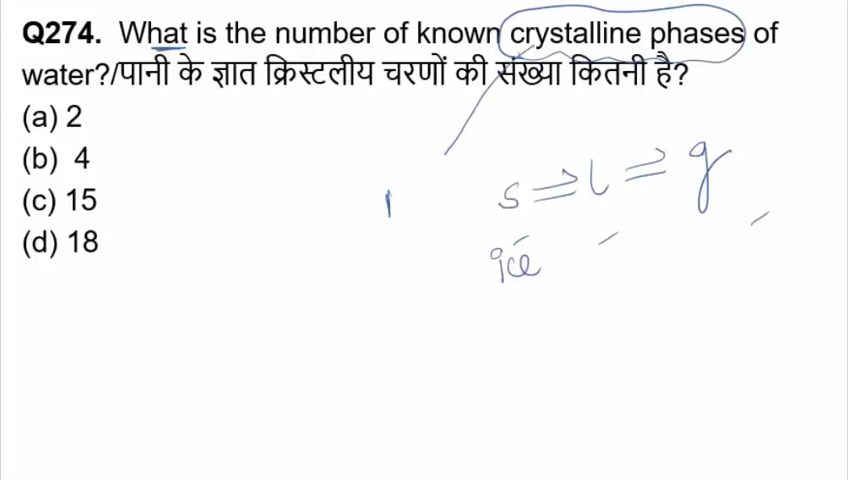 Q274. What is the number of known crystalline phases of
water?/पानी के ज्ञात क्रिस्टलीय चरणों की संख्या कितनी है?
(a) 2
(b) 4
(c) 15
(d) 18
s ⇌ l ⇌ g
ice